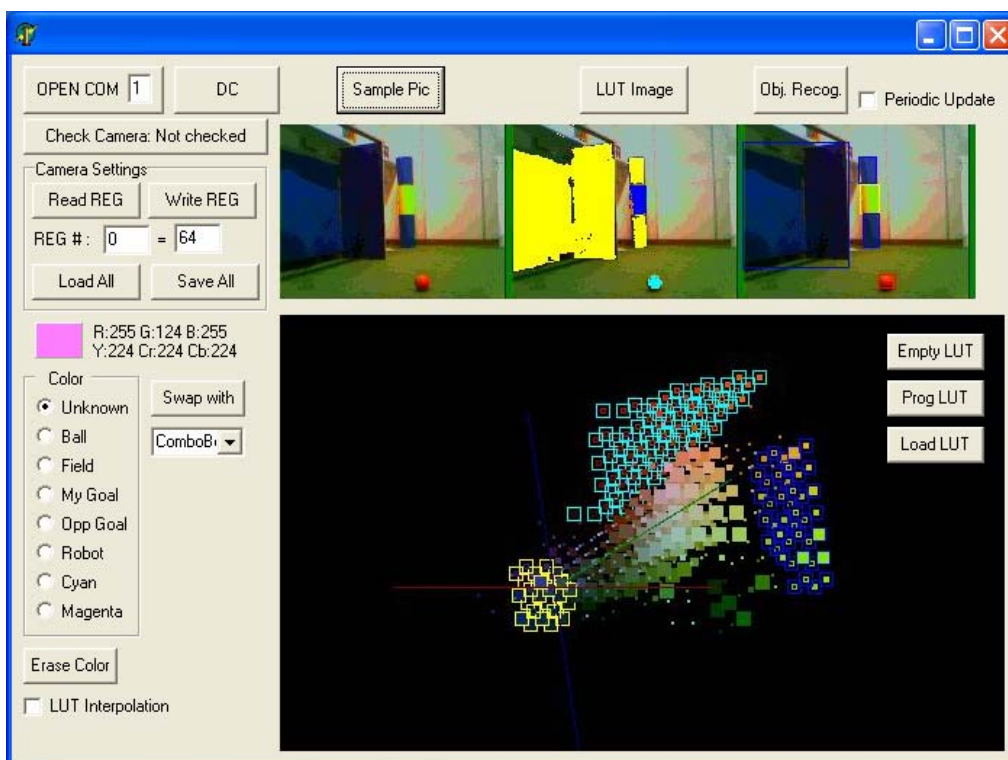 OPEN COM 1
DC
Sample Pic
LUT Image
Obj. Recog.
Periodic Update
Check Camera: Not checked
Camera Settings
Read REG
Write REG
REG # : 0 = 64
Load All
Save All
R:255 G:124 B:255
Y:224 Cr:224 Cb:224
Color
Unknown
Ball
Field
My Goal
Opp Goal
Robot
Cyan
Magenta
Swap with
ComboB
Erase Color
LUT Interpolation
Empty LUT
Prog LUT
Load LUT